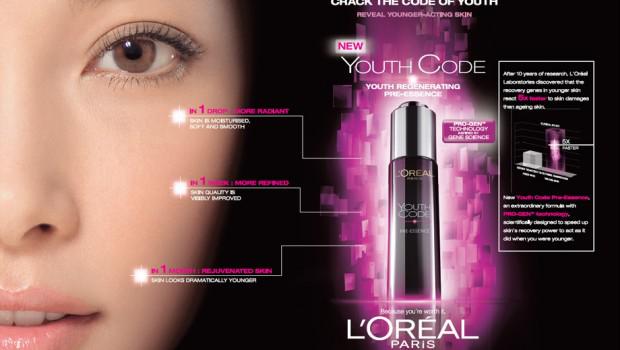 CRACK THE CODE OF YOUTH
REVEAL YOUNGER-ACTING SKIN
NEW
YOUTH CODE
YOUTH REGENERATING
PRE-ESSENCE
IN 1 DROP : MORE RADIANT
SKIN IS MOISTURISED,
SOFT AND SMOOTH
IN 1 WEEK : MORE REFINED
SKIN QUALITY IS
VISIBLY IMPROVED
IN 1 MONTH : REJUVENATED SKIN
SKIN LOOKS DRAMATICALLY YOUNGER
PRO-GEN™
TECHNOLOGY
INSPIRED BY
GENE SCIENCE
L'ORÉAL
PARIS
YOUTH
CODE
PRE-ESSENCE
After 10 years of research, L'Oréal
Laboratories discovered that the
recovery genes in younger skin
react 5X faster to skin damages
than ageing skin.
5X
FASTER
New Youth Code Pre-Essence,
an extraordinary formula with
PRO-GEN™ technology,
scientifically designed to speed up
skin's recovery power to act as it
did when you were younger.
Because you're worth it.
L'ORÉAL
PARIS